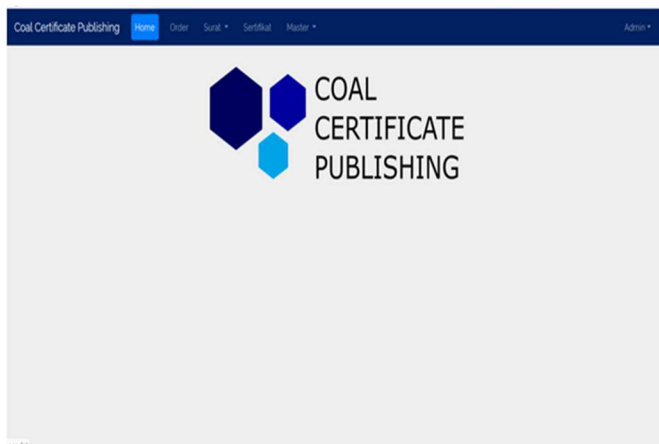 Coal Certificate Publishing Home Order Surat Sertifikat Master Admin
COAL
CERTIFICATE
PUBLISHING